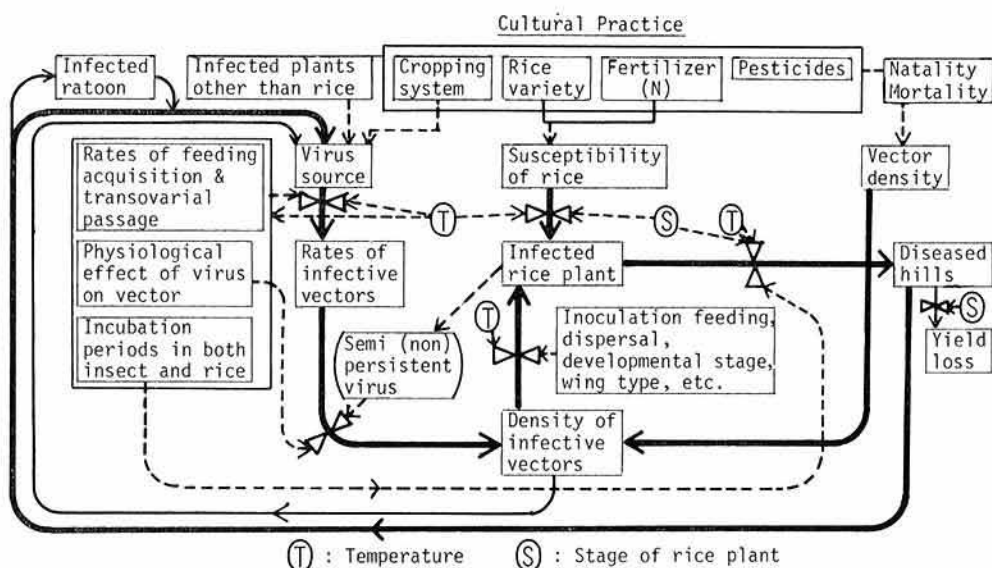 Cultural Practice
Infected
ratoon
Infected plants
other than rice
Cropping
system
Rice
variety
Fertilizer
(N)
Pesticides
Natality
Mortality
Rates of feeding
acquisition &
transovarial
passage
Virus
source
Susceptibility
of rice
Vector
density
T
S
T
Physiological
effect of virus
on vector
Rates of
infective
vectors
Infected
rice plant
Diseased
hills
Incubation
periods in both
insect and rice
Semi (non)
persistent
virus
T
Inoculation feeding,
dispersal,
developmental stage,
wing type, etc.
S
Yield
loss
Density of
infective
vectors
T : Temperature
S : Stage of rice plant